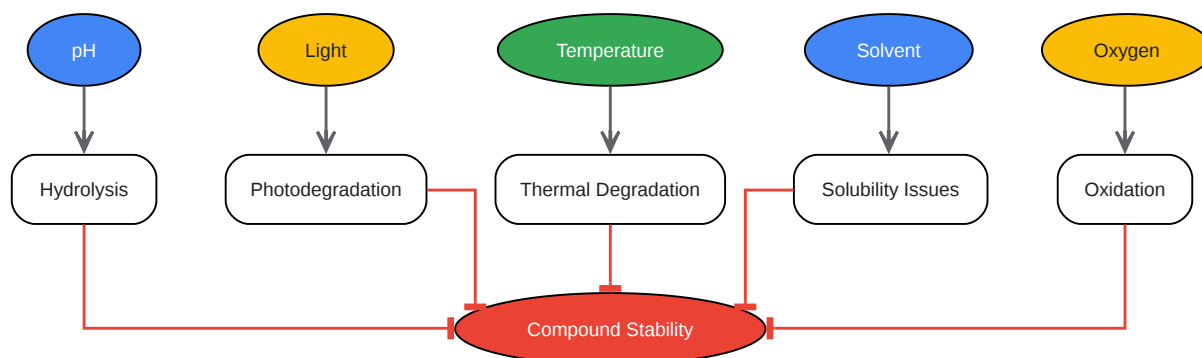 pH
Light
Temperature
Solvent
Oxygen
Hydrolysis
Photodegradation
Thermal Degradation
Solubility Issues
Oxidation
Compound Stability